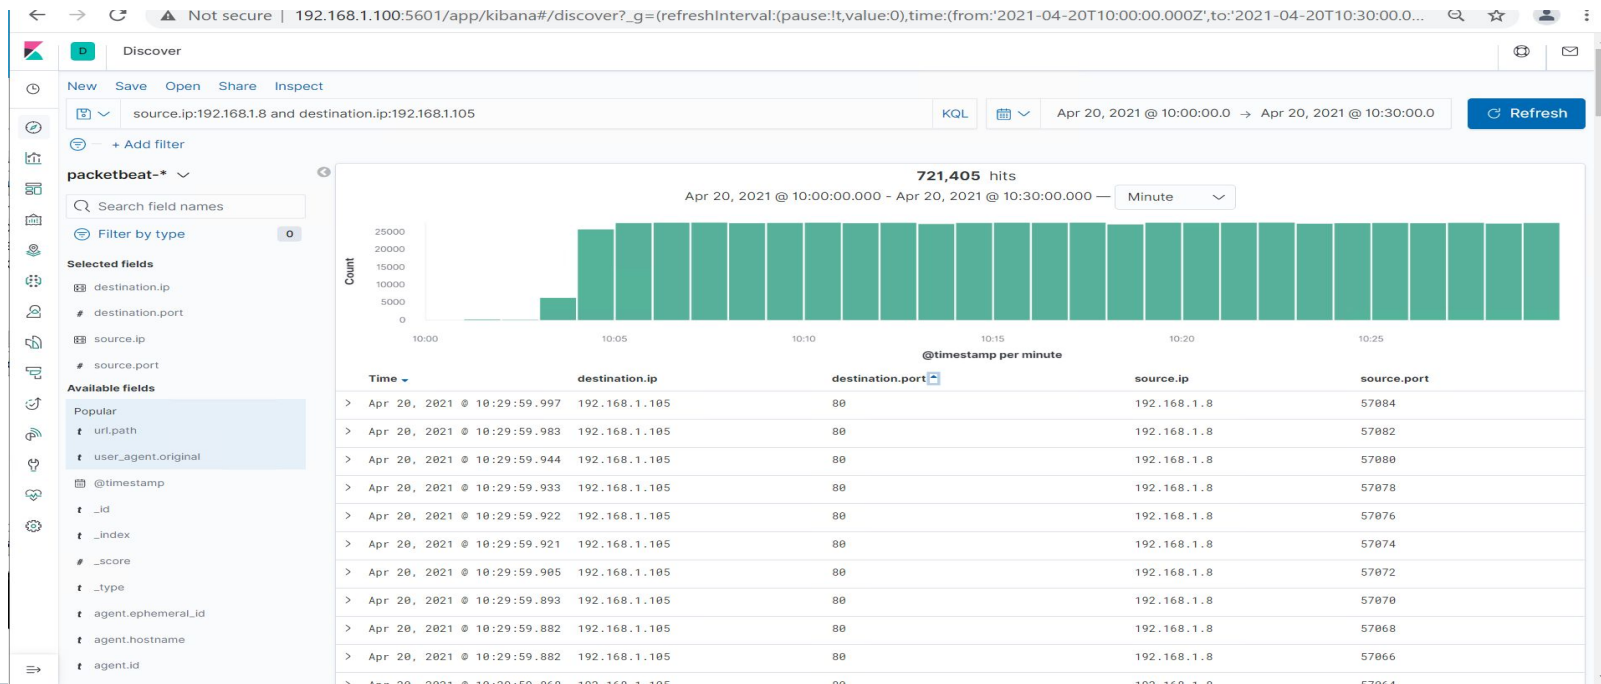 Not secure | 192.168.1.100:5601/app/kibana#/discover?_g=(refreshInterval:(pause:!t,value:0),time:(from:'2021-04-20T10:00:00.000Z',to:'2021-04-20T10:30:00.0...
D Discover
New Save Open Share Inspect
source.ip:192.168.1.8 and destination.ip:192.168.1.105 KQL Apr 20, 2021 @ 10:00:00.0 → Apr 20, 2021 @ 10:30:00.0 Refresh
+ Add filter
packetbeat-*
Search field names
Filter by type 0
Selected fields
destination.ip
# destination.port
source.ip
# source.port
Available fields
Popular
t url.path
t user_agent.original
@timestamp
t _id
t _index
# _score
t _type
t agent.ephemeral_id
t agent.hostname
t agent.id
721,405 hits
Apr 20, 2021 @ 10:00:00.000 - Apr 20, 2021 @ 10:30:00.000 — Minute
Count
25000
20000
15000
10000
5000
0
10:00 10:05 10:10 10:15 10:20 10:25
@timestamp per minute
Time destination.ip destination.port source.ip source.port
> Apr 20, 2021 @ 10:29:59.997 192.168.1.105 80 192.168.1.8 57084
> Apr 20, 2021 @ 10:29:59.983 192.168.1.105 80 192.168.1.8 57082
> Apr 20, 2021 @ 10:29:59.944 192.168.1.105 80 192.168.1.8 57080
> Apr 20, 2021 @ 10:29:59.933 192.168.1.105 80 192.168.1.8 57078
> Apr 20, 2021 @ 10:29:59.922 192.168.1.105 80 192.168.1.8 57076
> Apr 20, 2021 @ 10:29:59.921 192.168.1.105 80 192.168.1.8 57074
> Apr 20, 2021 @ 10:29:59.905 192.168.1.105 80 192.168.1.8 57072
> Apr 20, 2021 @ 10:29:59.893 192.168.1.105 80 192.168.1.8 57070
> Apr 20, 2021 @ 10:29:59.882 192.168.1.105 80 192.168.1.8 57068
> Apr 20, 2021 @ 10:29:59.882 192.168.1.105 80 192.168.1.8 57066